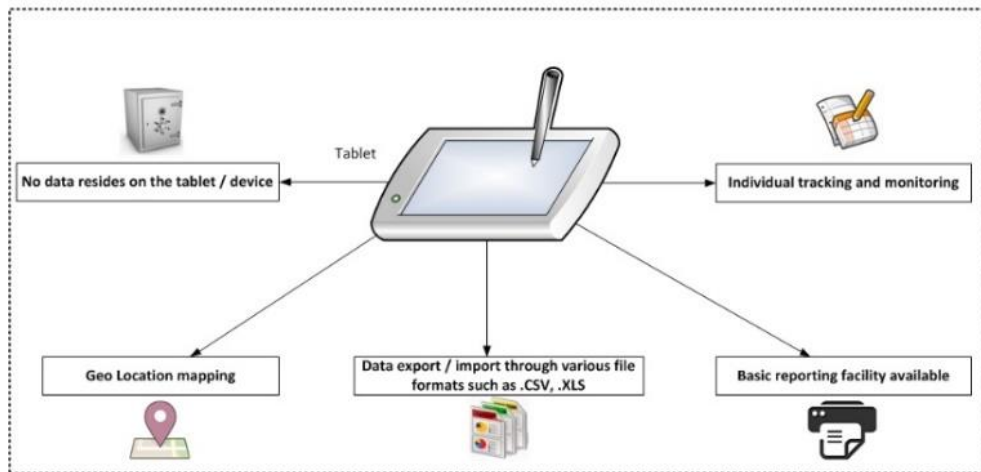 Tablet
No data resides on the tablet / device
Individual tracking and monitoring
Geo Location mapping
Data export / import through various file
formats such as .CSV, .XLS
Basic reporting facility available